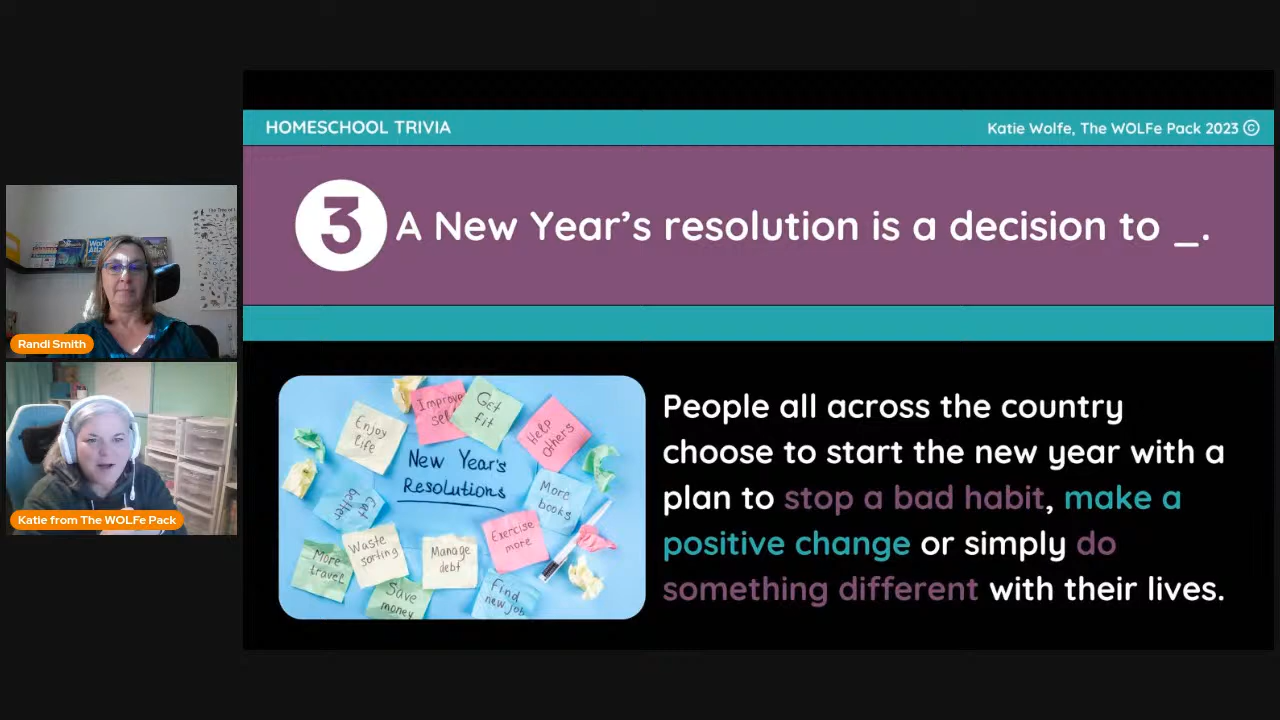 HOMESCHOOL TRIVIA
Katie Wolfe, The WOLFe Pack 2023 ©
3 A New Year's resolution is a decision to _.
Randi Smith
Katie from The WOLFe Pack
Improve
self
Get
fit
Enjoy
life
Help
others
New Year's
Resolutions
Eat
better
More
books
Exercise
more
Waste
sorting
Manage
debt
More
travel
Save
money
Find
new job
People all across the country
choose to start the new year with a
plan to stop a bad habit, make a
positive change or simply do
something different with their lives.